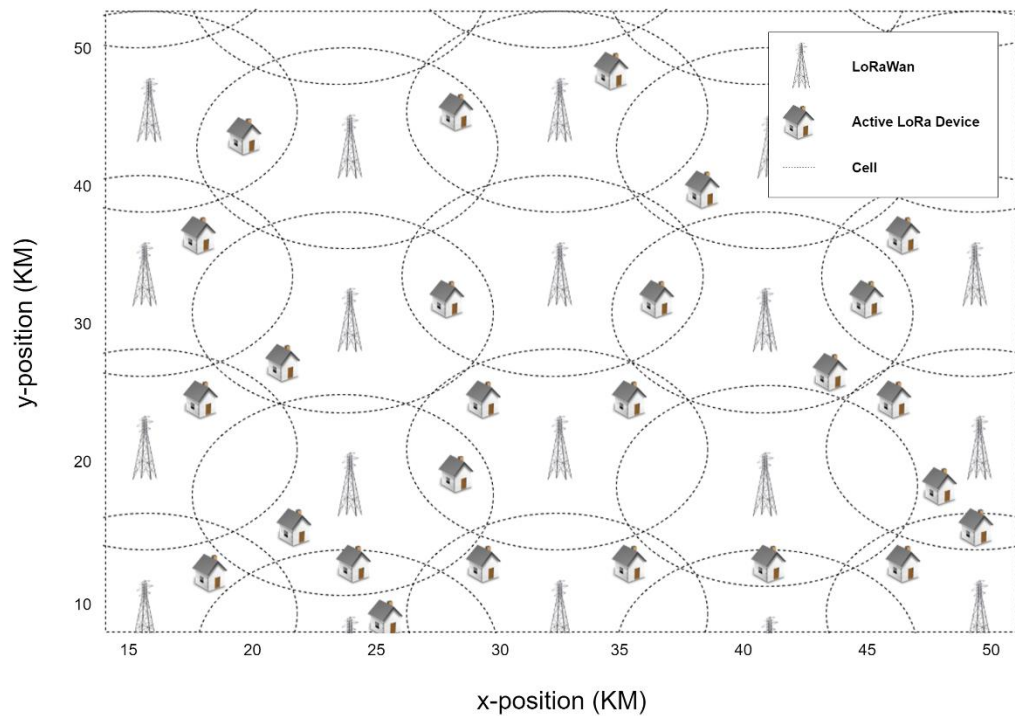 50
40
30
20
10
y-position (KM)
LoRaWan
Active LoRa Device
Cell
15 20 25 30 35 40 45 50
x-position (KM)